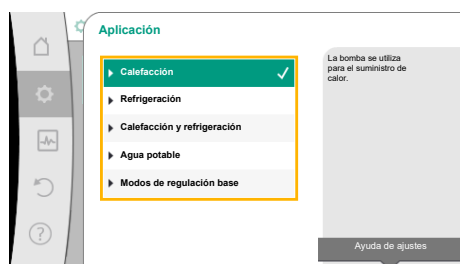 Aplicación
Calefacción
Refrigeración
Calefacción y refrigeración
Agua potable
Modos de regulación base
La bomba se utiliza
para el suministro de
calor.
Ayuda de ajustes
?